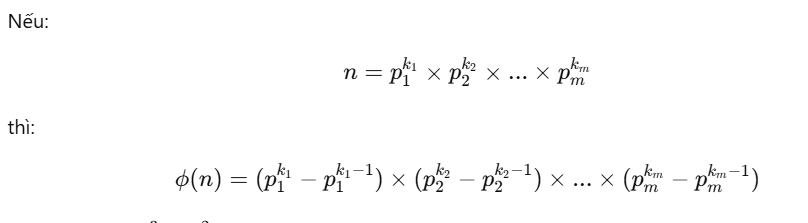 Nếu:
n = p_1^{k_1} × p_2^{k_2} × ... × p_m^{k_m}
thì:
ϕ(n) = (p_1^{k_1} − p_1^{k_1−1}) × (p_2^{k_2} − p_2^{k_2−1}) × ... × (p_m^{k_m} − p_m^{k_m−1})